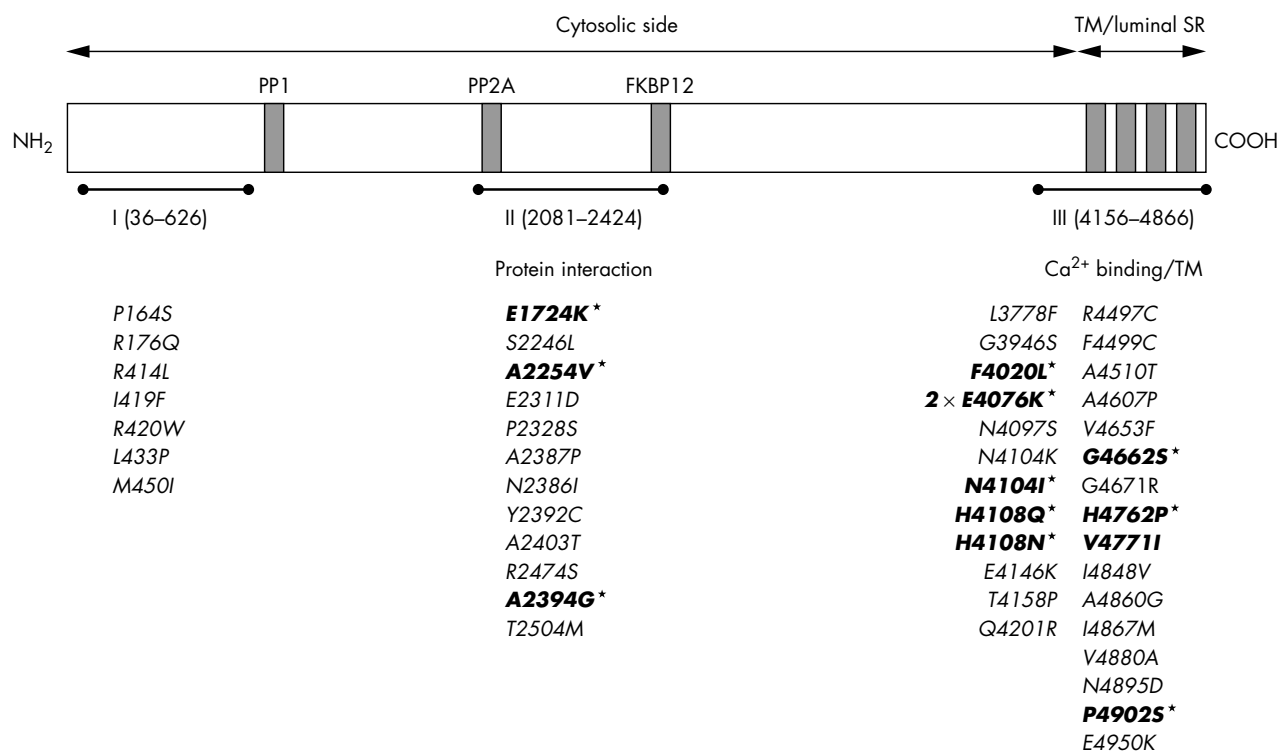 Cytosolic side
TM/luminal SR
PP1
PP2A
FKBP12
NH2
COOH
I (36–626)
II (2081–2424)
III (4156–4866)
Protein interaction
Ca2+ binding/TM
P164S
R176Q
R414L
I419F
R420W
L433P
M450I
E1724K*
S2246L
A2254V*
E2311D
P2328S
A2387P
N2386I
Y2392C
A2403T
R2474S
A2394G*
T2504M
L3778F
G3946S
F4020L*
2 × E4076K*
N4097S
N4104K
N4104I*
H4108Q*
H4108N*
E4146K
T4158P
Q4201R
R4497C
F4499C
A4510T
A4607P
V4653F
G4662S*
G4671R
H4762P*
V4771I
I4848V
A4860G
I4867M
V4880A
N4895D
P4902S*
E4950K